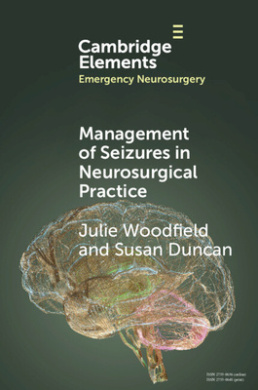 Cambridge
Elements
Emergency Neurosurgery
Management
of Seizures in
Neurosurgical
Practice
Julie Woodfield
and Susan Duncan